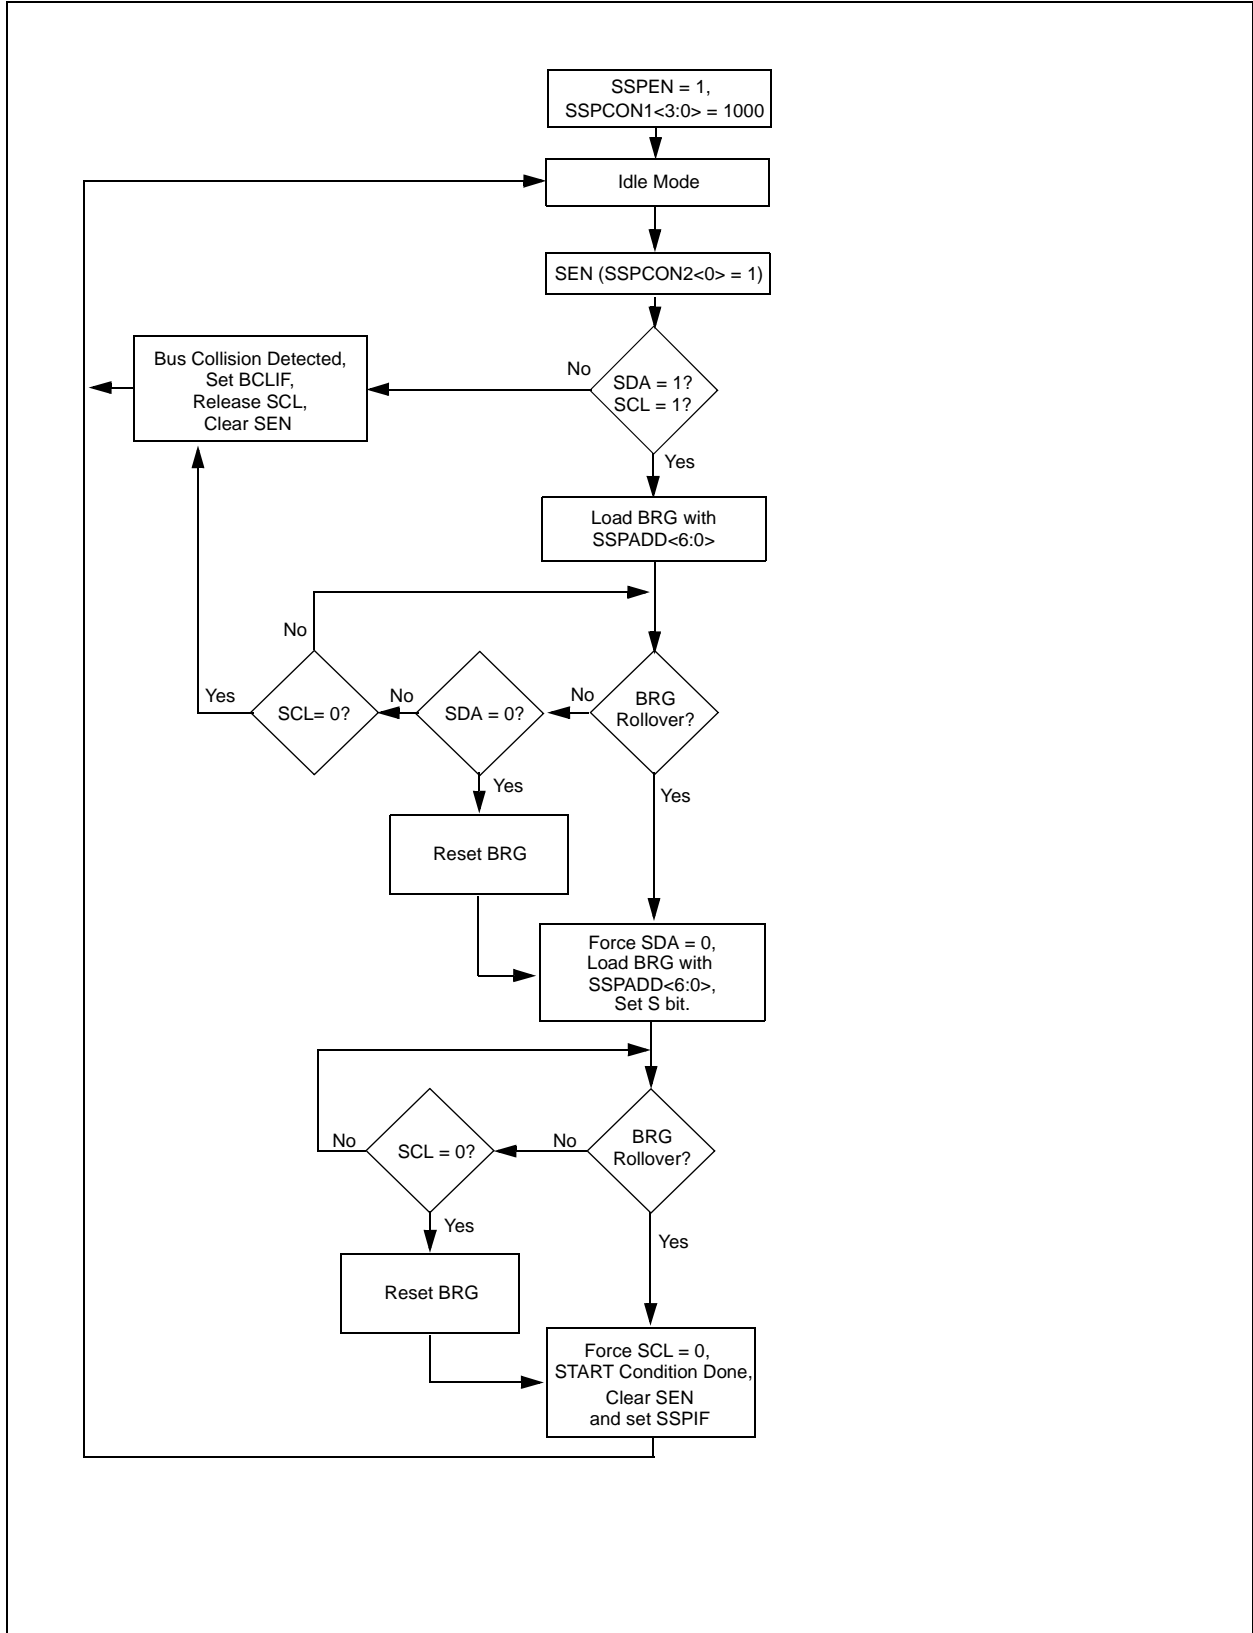 SSPEN = 1,
SSPCON1<3:0> = 1000
Idle Mode
SEN (SSPCON2<0> = 1)
Bus Collision Detected,
Set BCLIF,
Release SCL,
Clear SEN
No
SDA = 1?
SCL = 1?
Yes
Load BRG with
SSPADD<6:0>
No
Yes
SCL= 0?
No
SDA = 0?
No
BRG
Rollover?
Yes
Yes
Reset BRG
Force SDA = 0,
Load BRG with
SSPADD<6:0>,
Set S bit.
No
SCL = 0?
No
BRG
Rollover?
Yes
Yes
Reset BRG
Force SCL = 0,
START Condition Done,
Clear SEN
and set SSPIF